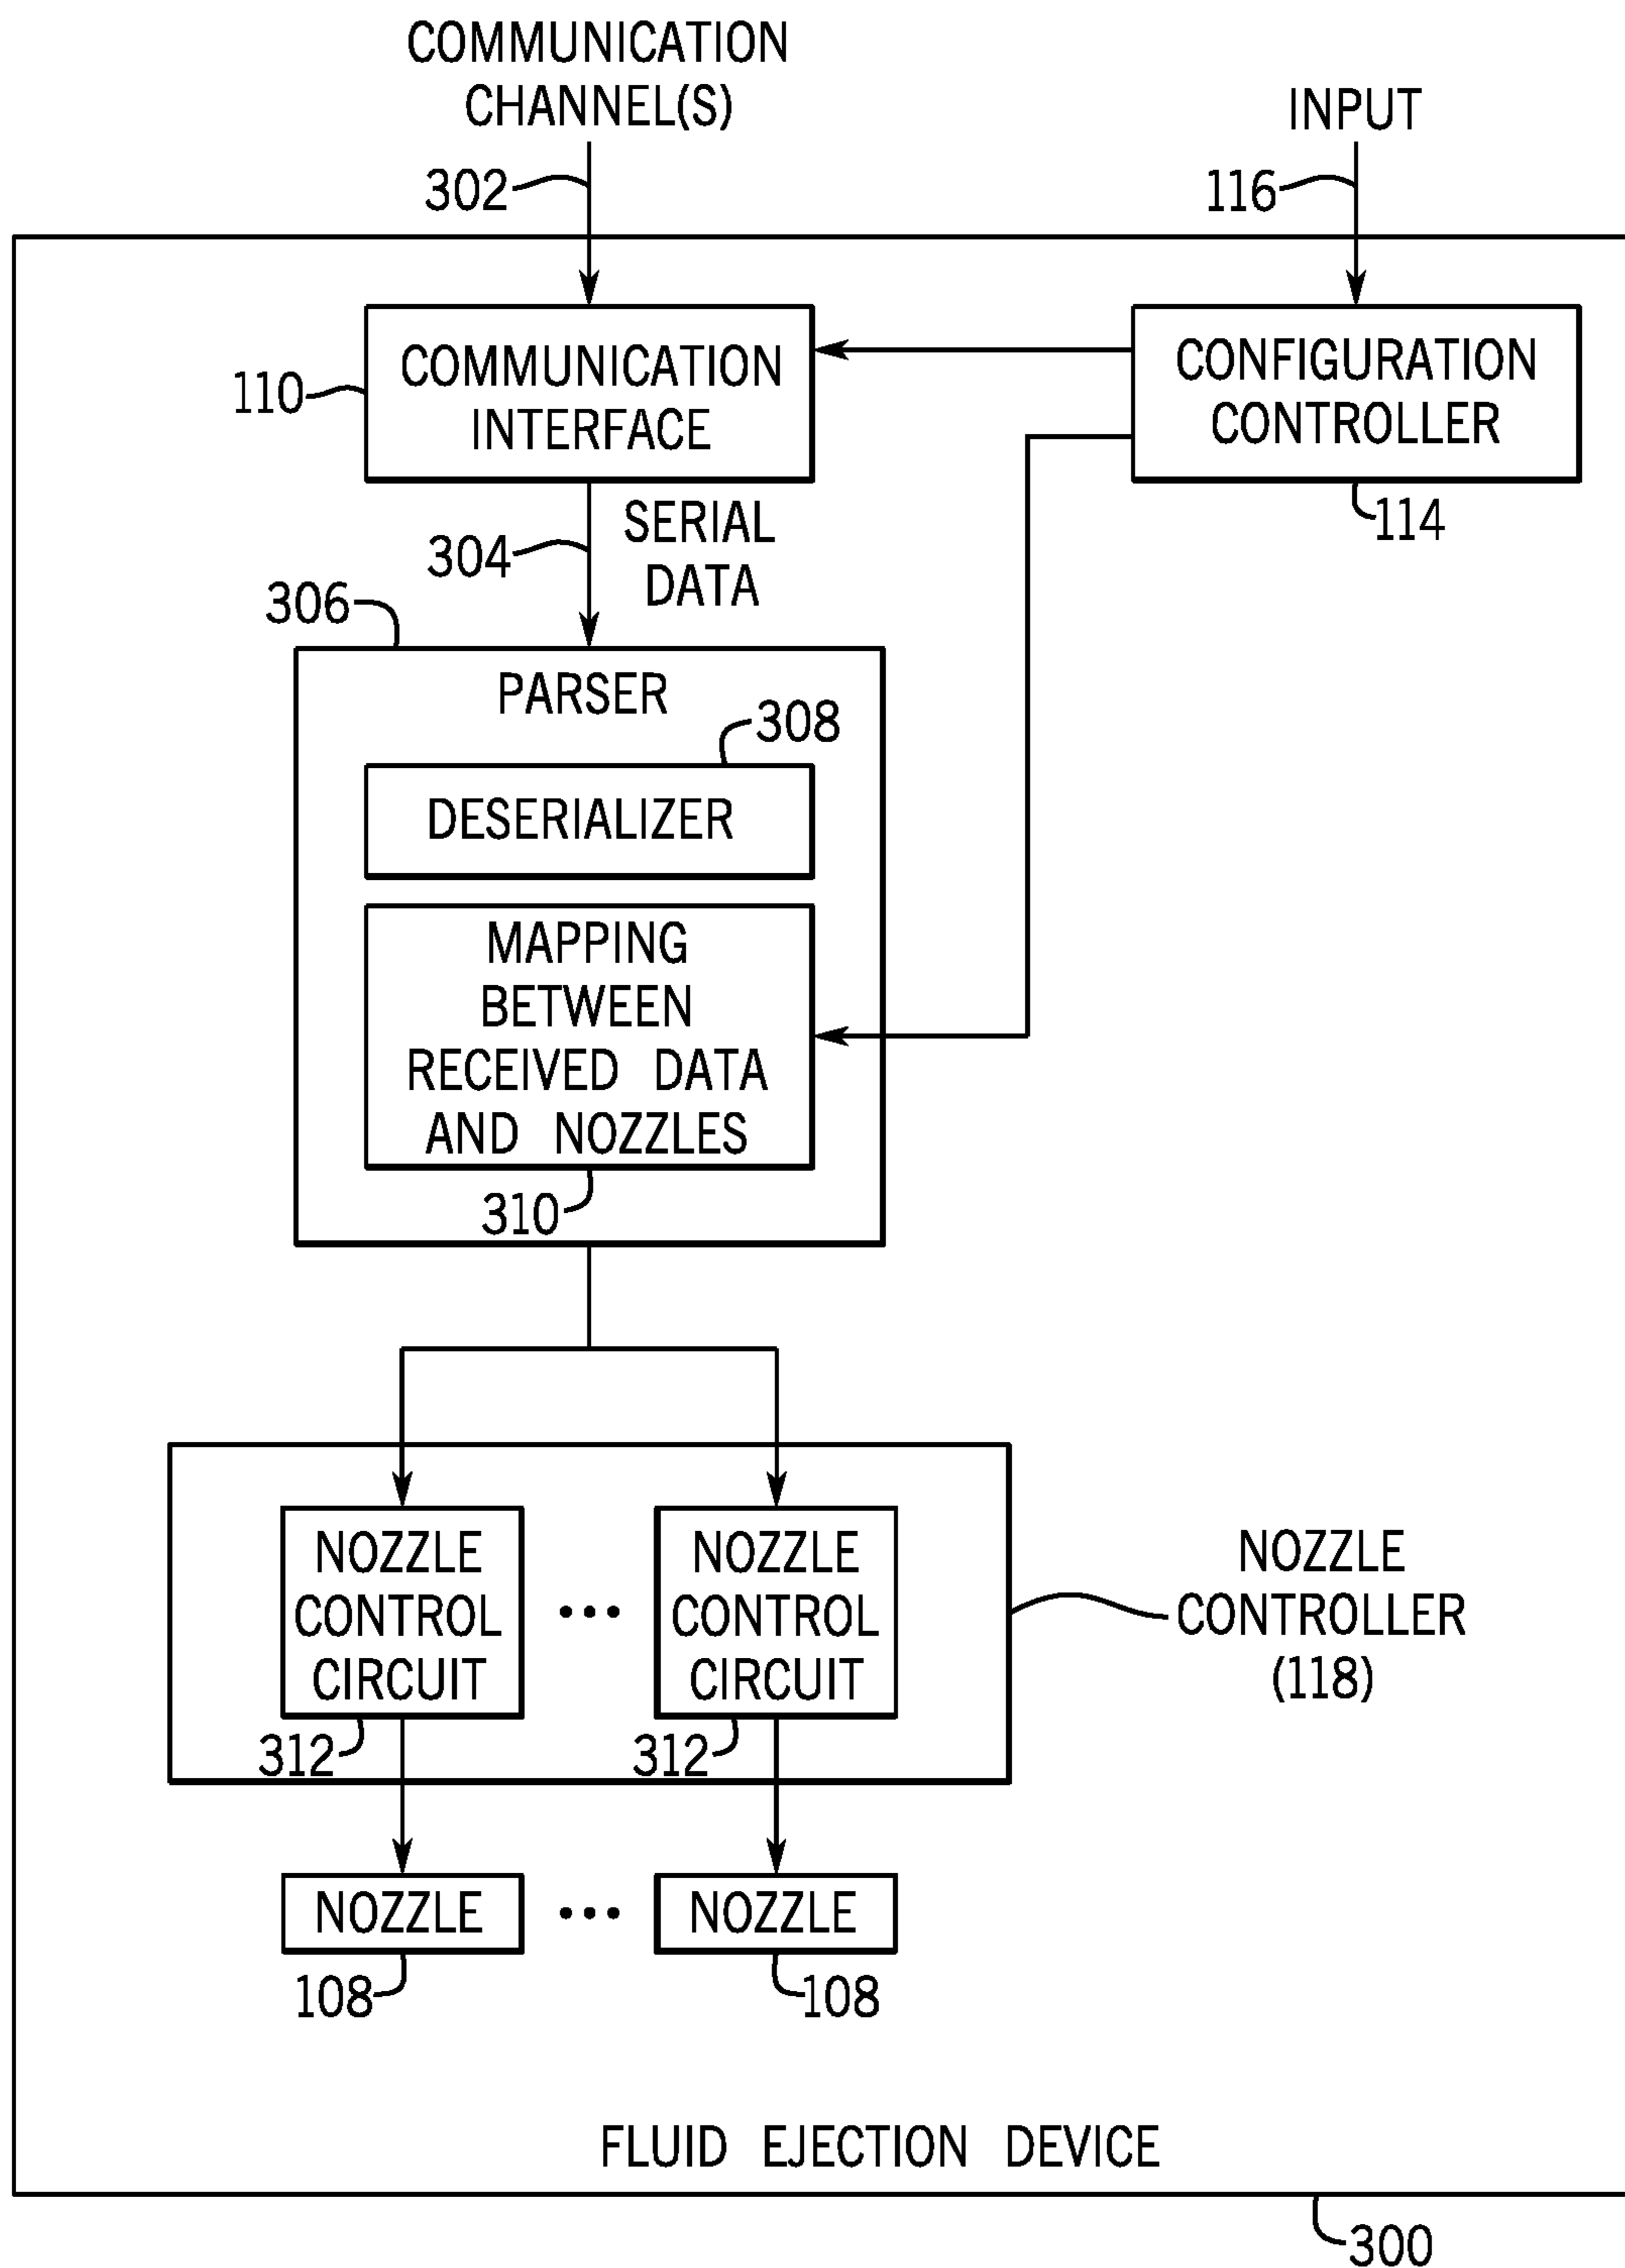 COMMUNICATION
CHANNEL(S)
INPUT
302
116
COMMUNICATION
INTERFACE
110
CONFIGURATION
CONTROLLER
114
SERIAL
DATA
304
306
PARSER
308
DESERIALIZER
MAPPING
BETWEEN
RECEIVED DATA
AND NOZZLES
310
NOZZLE
CONTROL
CIRCUIT
312
...
NOZZLE
CONTROL
CIRCUIT
312
NOZZLE
CONTROLLER
(118)
NOZZLE
...
NOZZLE
108
108
FLUID EJECTION DEVICE
300